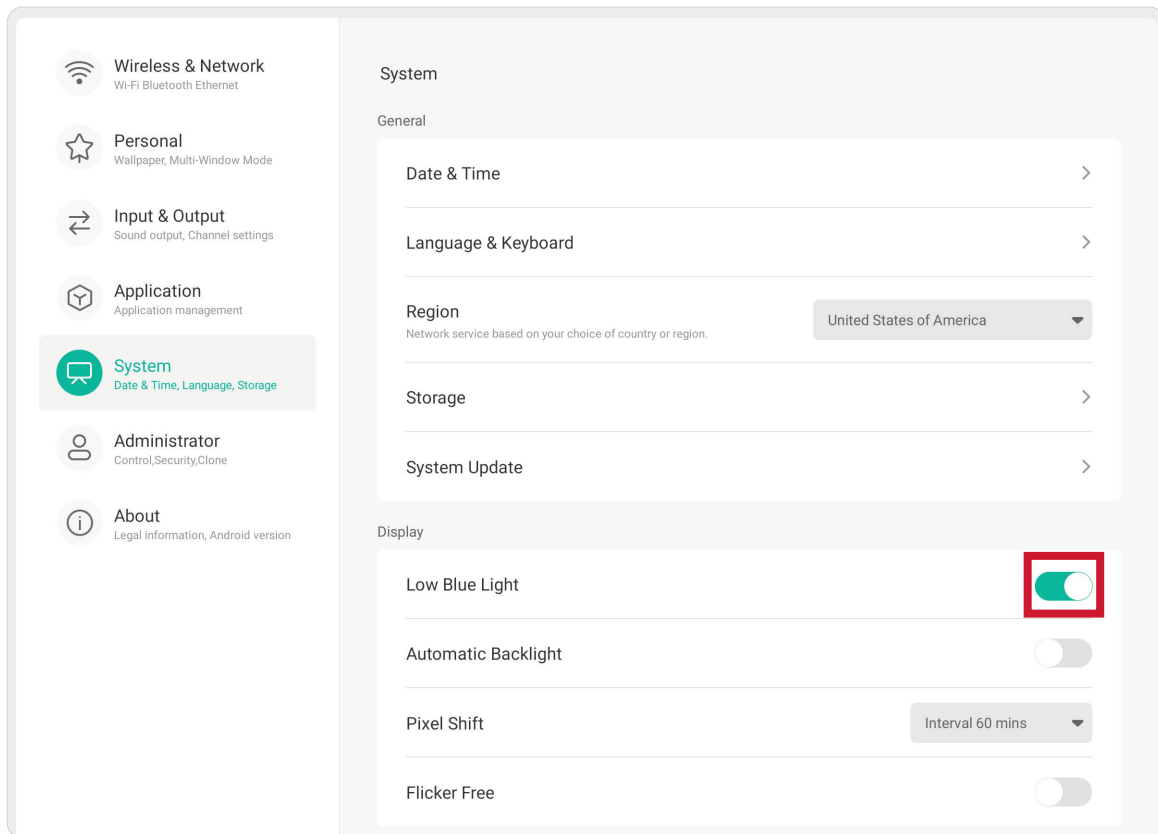 Wireless & Network
Wi-Fi Bluetooth Ethernet
Personal
Wallpaper, Multi-Window Mode
Input & Output
Sound output, Channel settings
Application
Application management
System
Date & Time, Language, Storage
Administrator
Control,Security,Clone
About
Legal information, Android version
System
General
Date & Time
Language & Keyboard
Region
Network service based on your choice of country or region.
United States of America
Storage
System Update
Display
Low Blue Light
Automatic Backlight
Pixel Shift
Interval 60 mins
Flicker Free